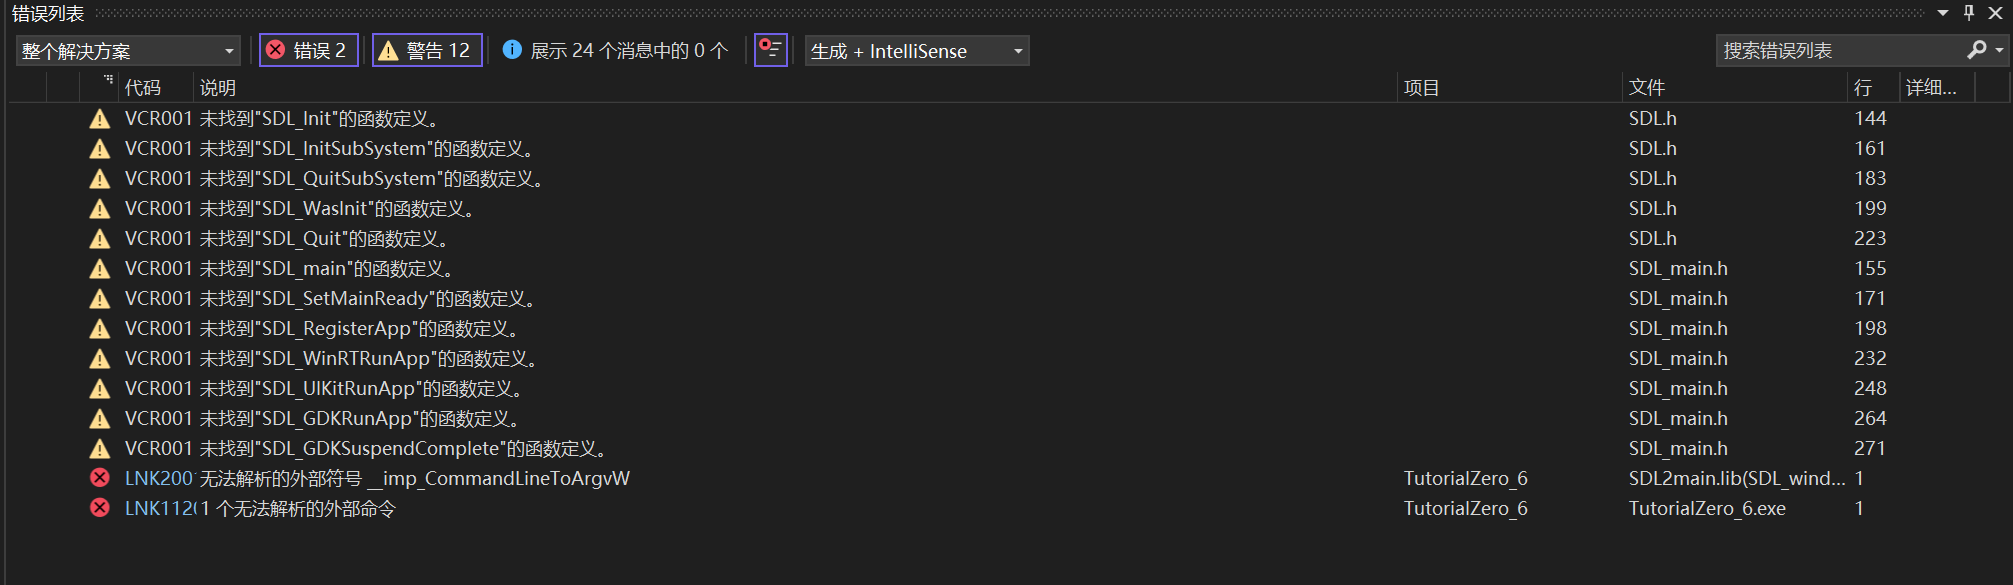 错误列表
整个解决方案 错误 2 警告 12 展示 24 个消息中的 0 个 生成 + IntelliSense 搜索错误列表
代码 说明 项目 文件 行 详细...
VCR001 未找到"SDL_Init"的函数定义。 SDL.h 144
VCR001 未找到"SDL_InitSubSystem"的函数定义。 SDL.h 161
VCR001 未找到"SDL_QuitSubSystem"的函数定义。 SDL.h 183
VCR001 未找到"SDL_WasInit"的函数定义。 SDL.h 199
VCR001 未找到"SDL_Quit"的函数定义。 SDL.h 223
VCR001 未找到"SDL_main"的函数定义。 SDL_main.h 155
VCR001 未找到"SDL_SetMainReady"的函数定义。 SDL_main.h 171
VCR001 未找到"SDL_RegisterApp"的函数定义。 SDL_main.h 198
VCR001 未找到"SDL_WinRTRunApp"的函数定义。 SDL_main.h 232
VCR001 未找到"SDL_UIKitRunApp"的函数定义。 SDL_main.h 248
VCR001 未找到"SDL_GDKRunApp"的函数定义。 SDL_main.h 264
VCR001 未找到"SDL_GDKSuspendComplete"的函数定义。 SDL_main.h 271
LNK200 无法解析的外部符号 __imp_CommandLineToArgvW TutorialZero_6 SDL2main.lib(SDL_wind... 1
LNK112 1 个无法解析的外部命令 TutorialZero_6 TutorialZero_6.exe 1